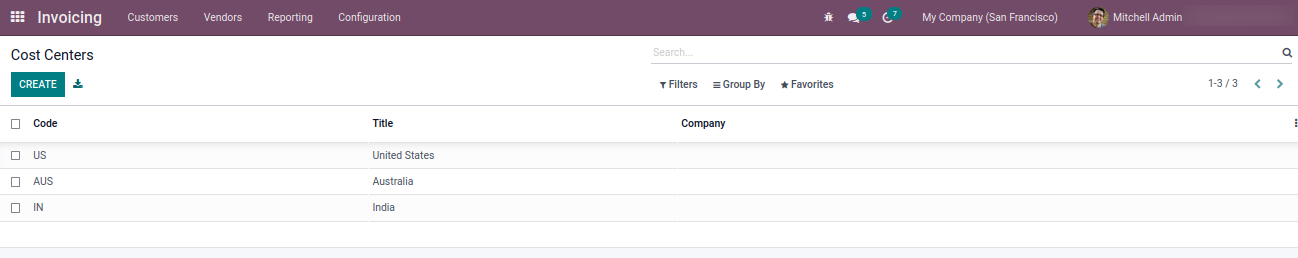 Invoicing Customers Vendors Reporting Configuration 5 7 My Company (San Francisco) Mitchell Admin
Cost Centers Search...
CREATE Filters Group By Favorites 1-3 / 3
Code Title Company
US United States
AUS Australia
IN India